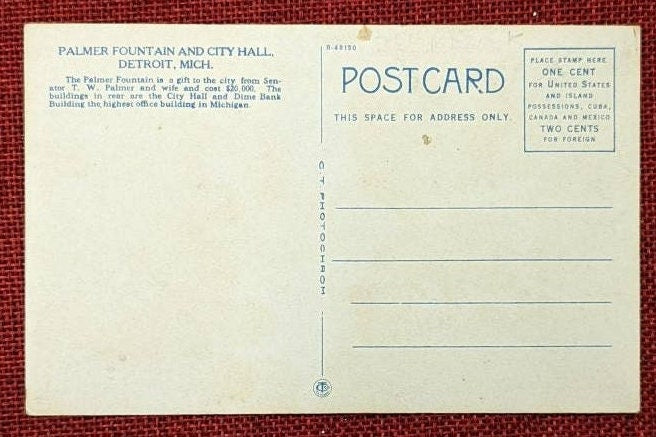 PALMER FOUNTAIN AND CITY HALL,
DETROIT, MICH.
The Palmer Fountain is a gift to the city from Sen-
ator T. W. Palmer and wife and cost $20,000. The
buildings in rear are the City Hall and Dime Bank
Building the highest office building in Michigan.
R-48150
POST CARD
THIS SPACE FOR ADDRESS ONLY.
PLACE STAMP HERE
ONE CENT
FOR UNITED STATES
AND ISLAND
POSSESSIONS, CUBA,
CANADA AND MEXICO
TWO CENTS
FOR FOREIGN
C. T. PHOTOCHROM